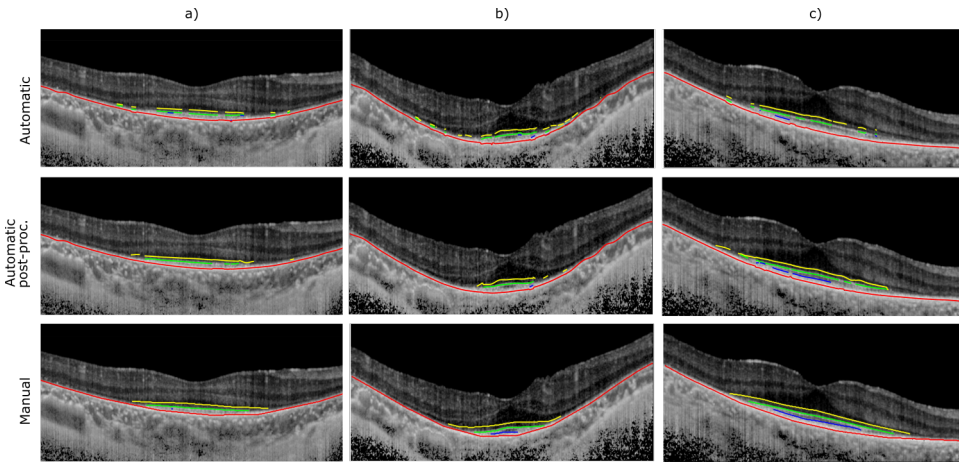 a)
b)
c)
Automatic
Automatic
post-proc.
Manual